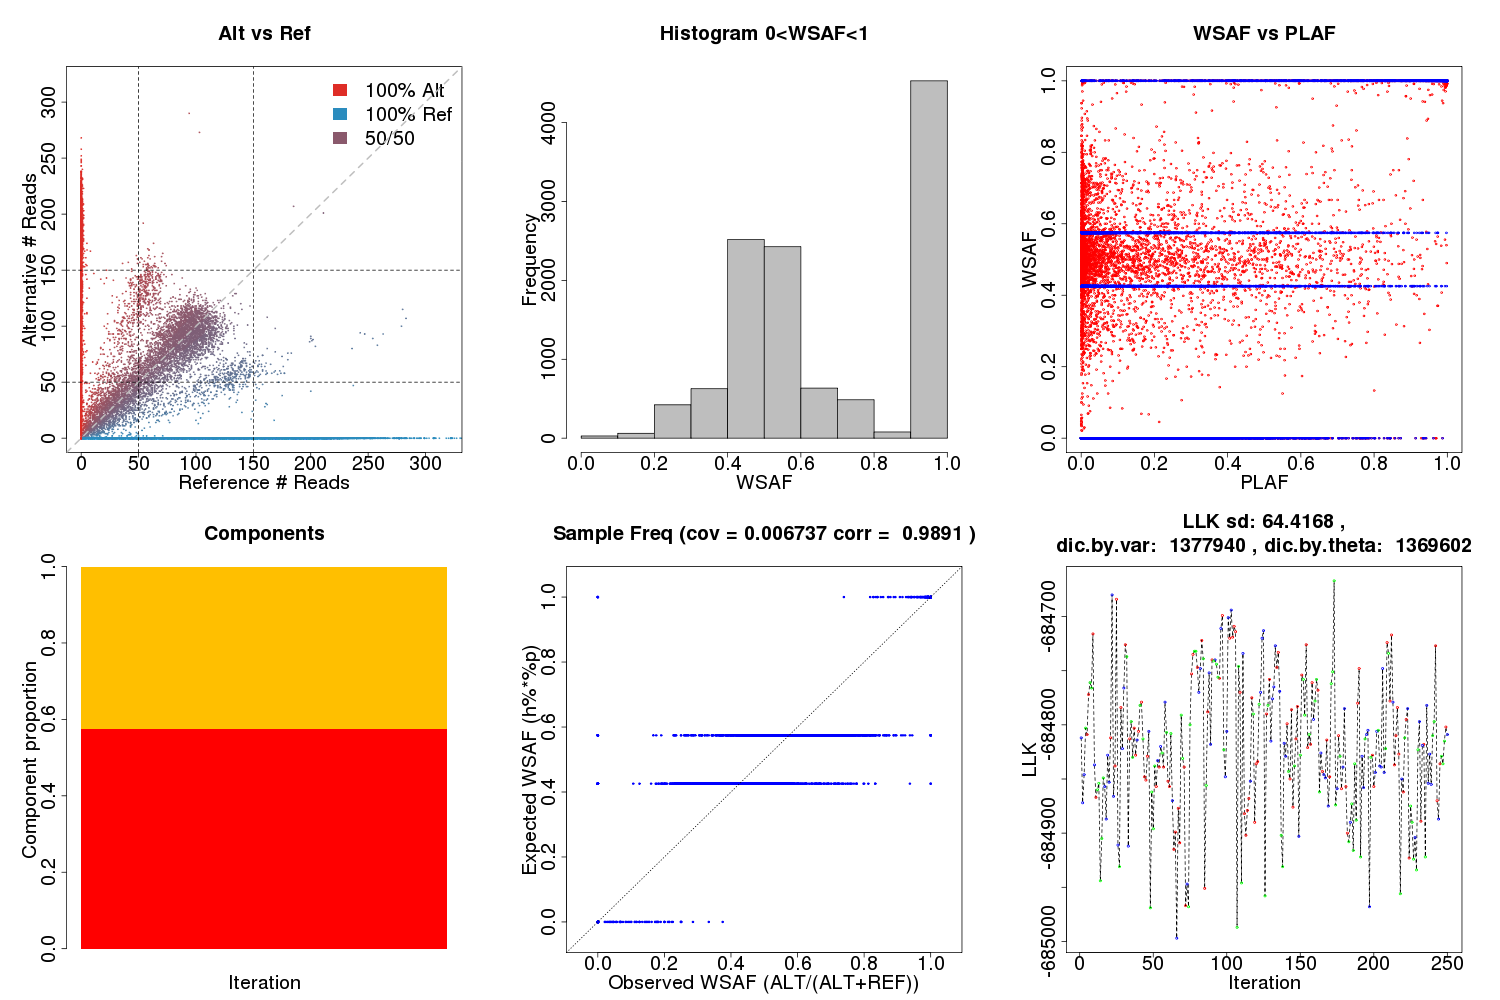 Alt vs Ref
Alternative # Reads
0 50 100 150 200 250 300
100% Alt
100% Ref
50/50
0 50 100 150 200 250 300
Reference # Reads
Histogram 0<WSAF<1
Frequency
0 1000 2000 3000 4000
0.0 0.2 0.4 0.6 0.8 1.0
WSAF
WSAF vs PLAF
WSAF
0.0 0.2 0.4 0.6 0.8 1.0
0.0 0.2 0.4 0.6 0.8 1.0
PLAF
Components
Component proportion
0.0 0.2 0.4 0.6 0.8 1.0
Iteration
Sample Freq (cov = 0.006737 corr = 0.9891 )
Expected WSAF (h%*%p)
0.0 0.2 0.4 0.6 0.8 1.0
0.0 0.2 0.4 0.6 0.8 1.0
Observed WSAF (ALT/(ALT+REF))
LLK sd: 64.4168 ,
dic.by.var: 1377940 , dic.by.theta: 1369602
LLK
-685000 -684900 -684800 -684700
0 50 100 150 200 250
Iteration